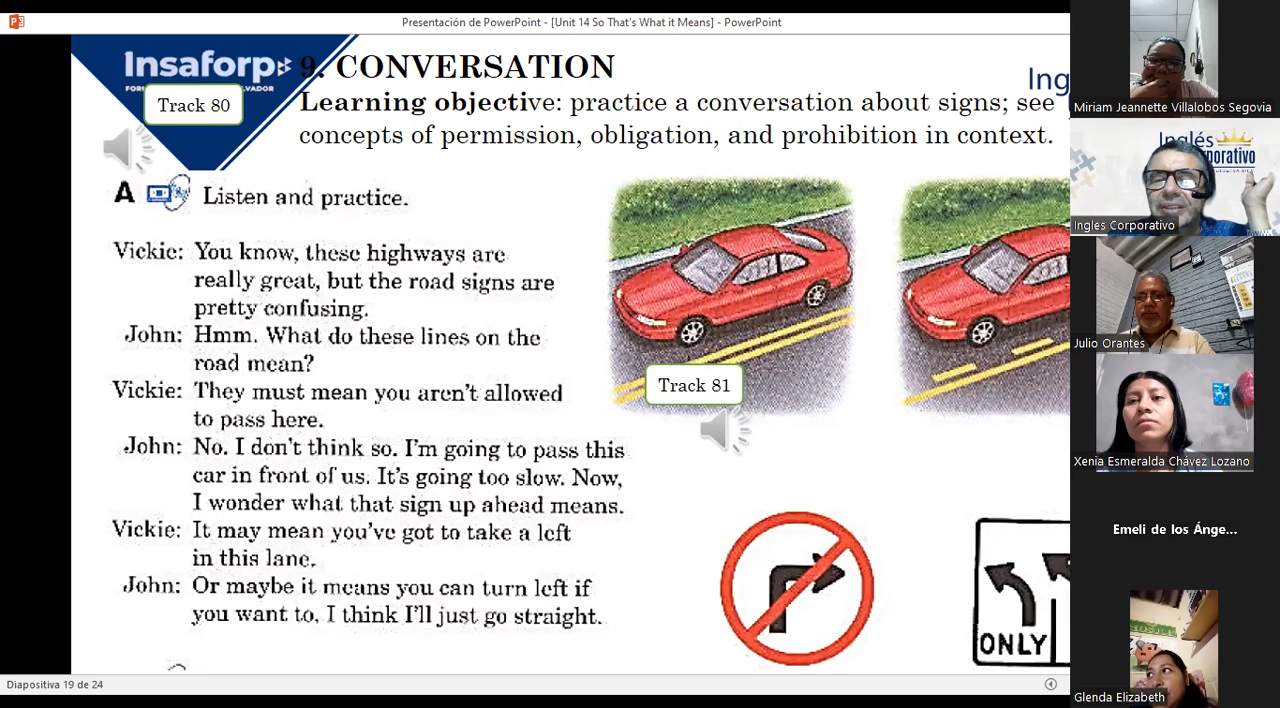 Presentación de PowerPoint - [Unit 14 So That's What it Means] - PowerPoint
Insaforp
Track 80
9. CONVERSATION
Ing
Learning objective: practice a conversation about signs; see
concepts of permission, obligation, and prohibition in context.
A Listen and practice.
Vickie: You know, these highways are
really great, but the road signs are
pretty confusing.
John: Hmm. What do these lines on the
road mean?
Vickie: They must mean you aren't allowed
to pass here.
John: No. I don't think so. I'm going to pass this
car in front of us. It's going too slow. Now,
I wonder what that sign up ahead means.
Vickie: It may mean you've got to take a left
in this lane.
John: Or maybe it means you can turn left if
you want to, I think I'll just go straight.
Track 81
ONLY
Diapositiva 19 de 24
Miriam Jeannette Villalobos Segovia
Inglés
Corporativo
Ingles Corporativo
Julio Orantes
Xenia Esmeralda Chávez Lozano
Emeli de los Ánge...
Glenda Elizabeth